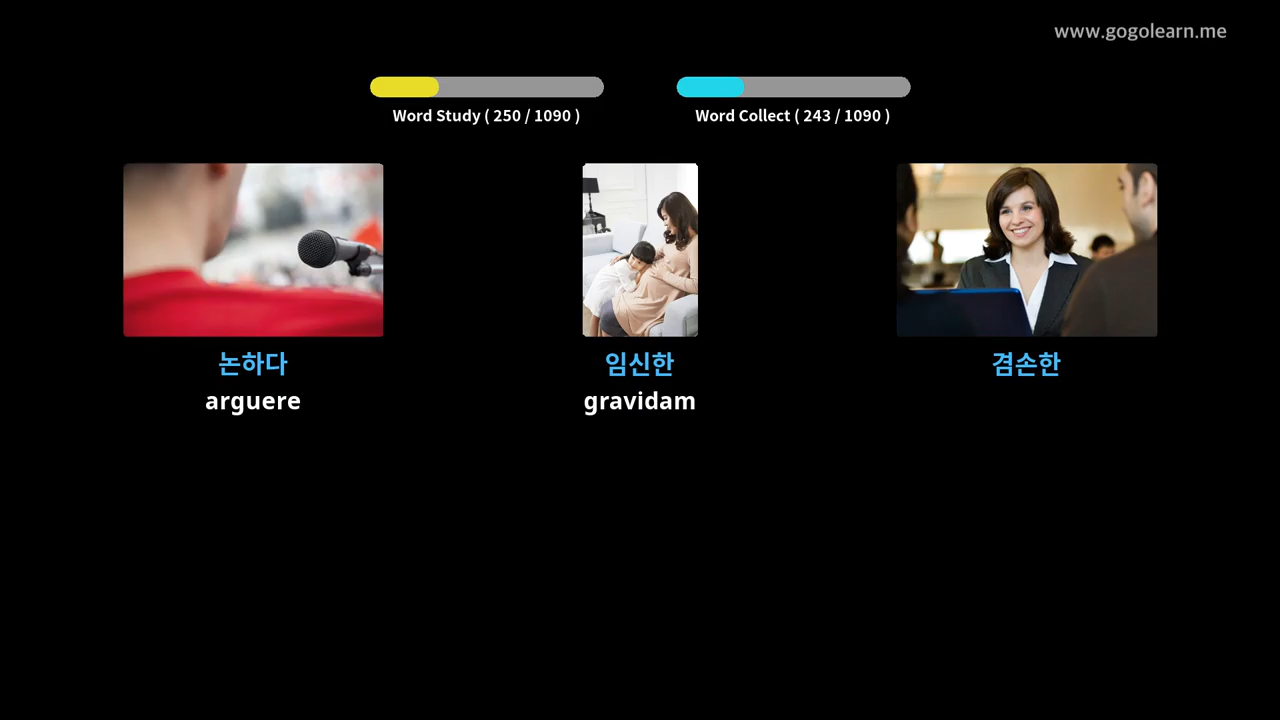 www.gogolearn.me
Word Study ( 250 / 1090 )
Word Collect ( 243 / 1090 )
논하다
arguere
임신한
gravidam
겸손한